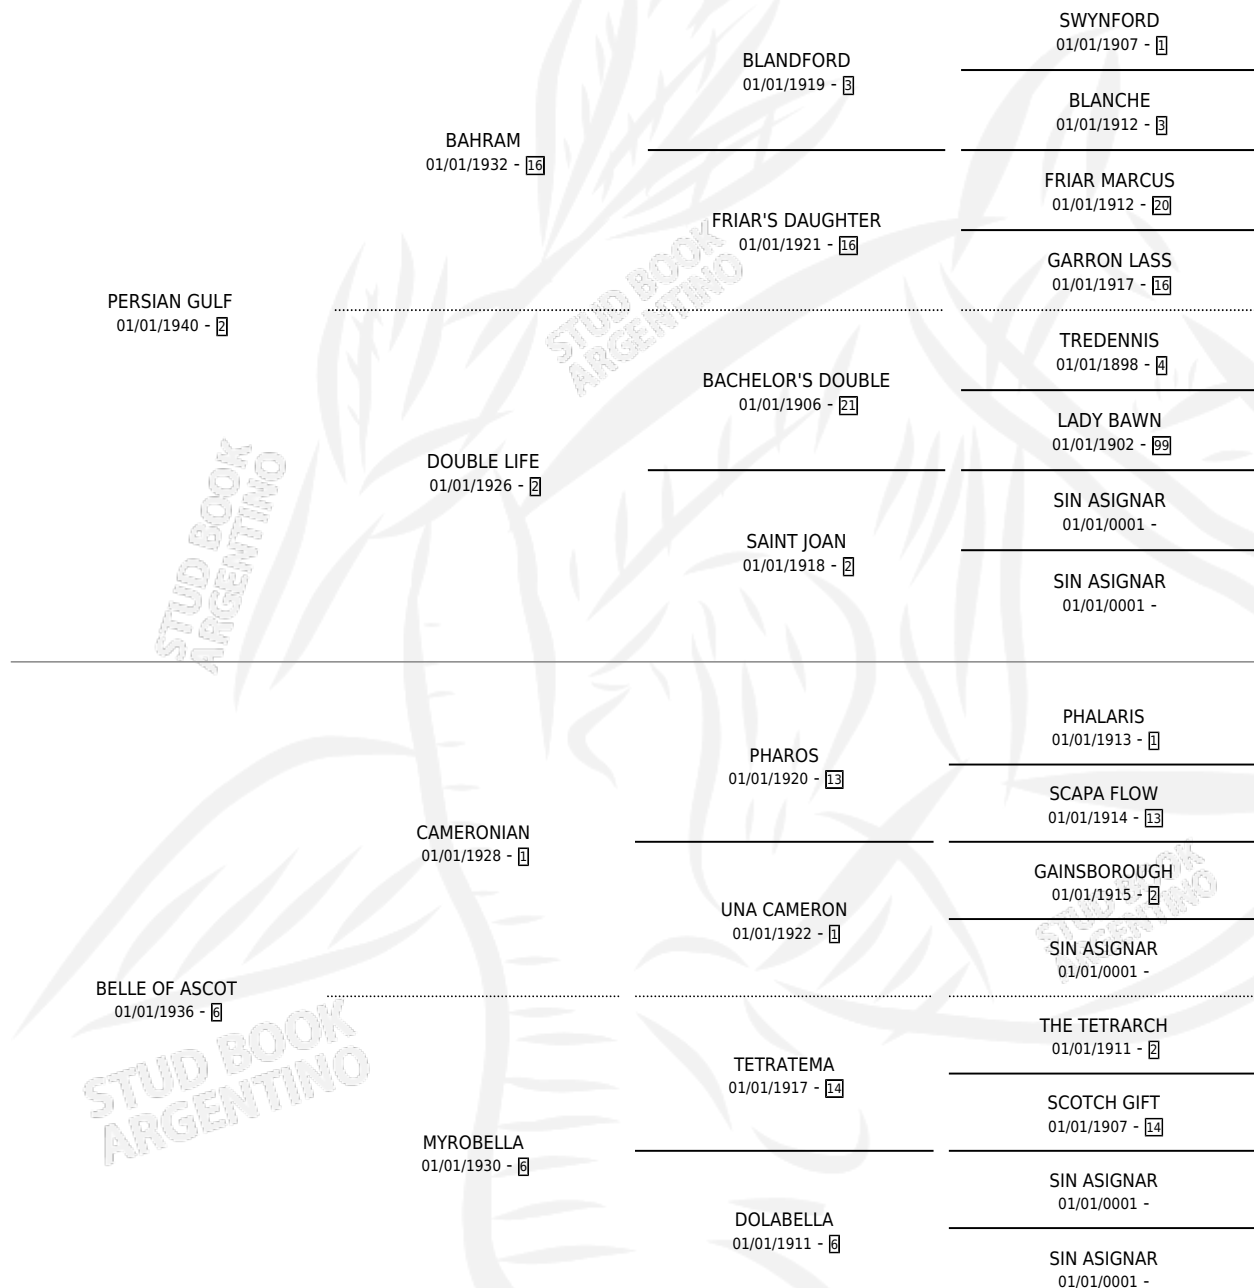 SWYNFORD
01/01/1907 - 1
BLANDFORD
01/01/1919 - 3
BLANCHE
01/01/1912 - 3
BAHRAM
01/01/1932 - 16
FRIAR MARCUS
01/01/1912 - 20
FRIAR'S DAUGHTER
01/01/1921 - 16
GARRON LASS
01/01/1917 - 16
PERSIAN GULF
01/01/1940 - 2
STUD BOOK
ARGENTINO
TREDENNIS
01/01/1898 - 4
BACHELOR'S DOUBLE
01/01/1906 - 21
LADY BAWN
01/01/1902 - 99
DOUBLE LIFE
01/01/1926 - 2
SIN ASIGNAR
01/01/0001 -
SAINT JOAN
01/01/1918 - 2
SIN ASIGNAR
01/01/0001 -
STUD BOOK
ARGENTINO
PHALARIS
01/01/1913 - 1
PHAROS
01/01/1920 - 13
SCAPA FLOW
01/01/1914 - 13
CAMERONIAN
01/01/1928 - 1
GAINSBOROUGH
01/01/1915 - 2
UNA CAMERON
01/01/1922 - 1
STUD BOOK
ARGENTINO
SIN ASIGNAR
01/01/0001 -
BELLE OF ASCOT
01/01/1936 - 6
STUD BOOK
ARGENTINO
THE TETRARCH
01/01/1911 - 2
TETRATEMA
01/01/1917 - 14
SCOTCH GIFT
01/01/1907 - 14
MYROBELLA
01/01/1930 - 6
SIN ASIGNAR
01/01/0001 -
DOLABELLA
01/01/1911 - 6
SIN ASIGNAR
01/01/0001 -